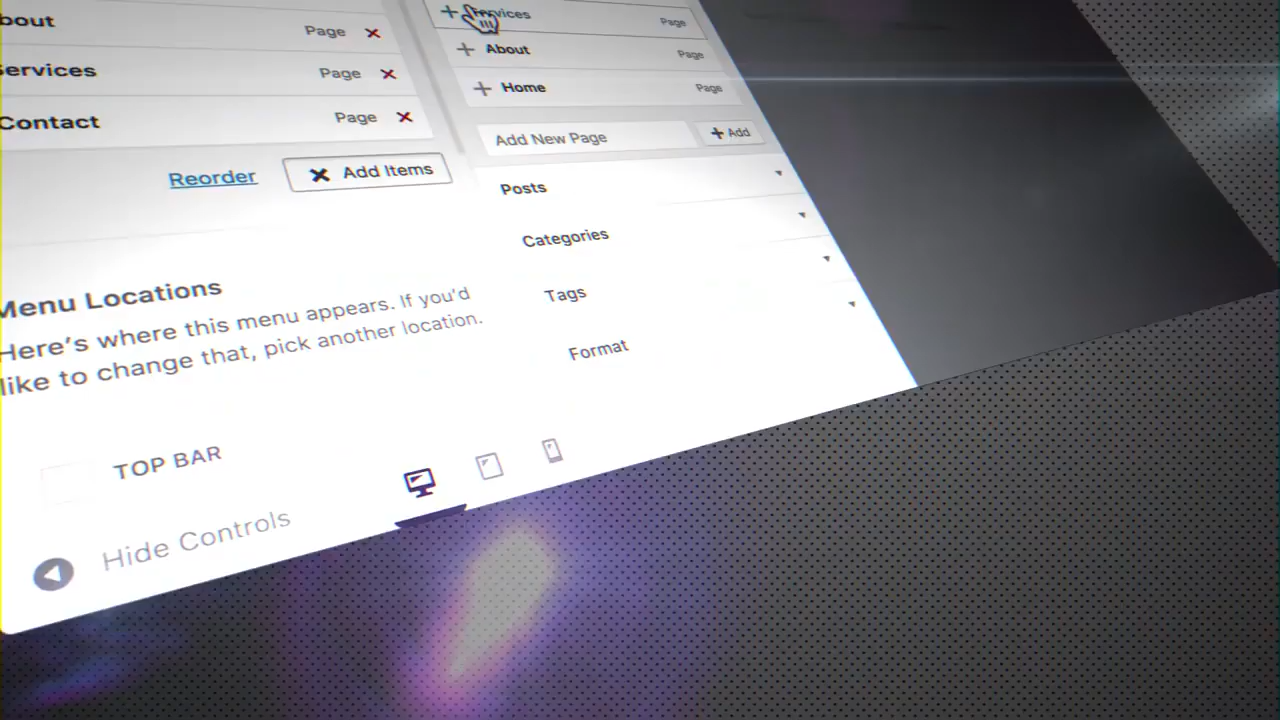 bout
Page
ervices
Page
Contact
Page
Reorder
Add Items
Menu Locations
Here's where this menu appears. If you'd
like to change that, pick another location.
TOP BAR
Hide Controls
Services
Page
About
Page
Home
Page
Add New Page
Add
Posts
Categories
Tags
Format